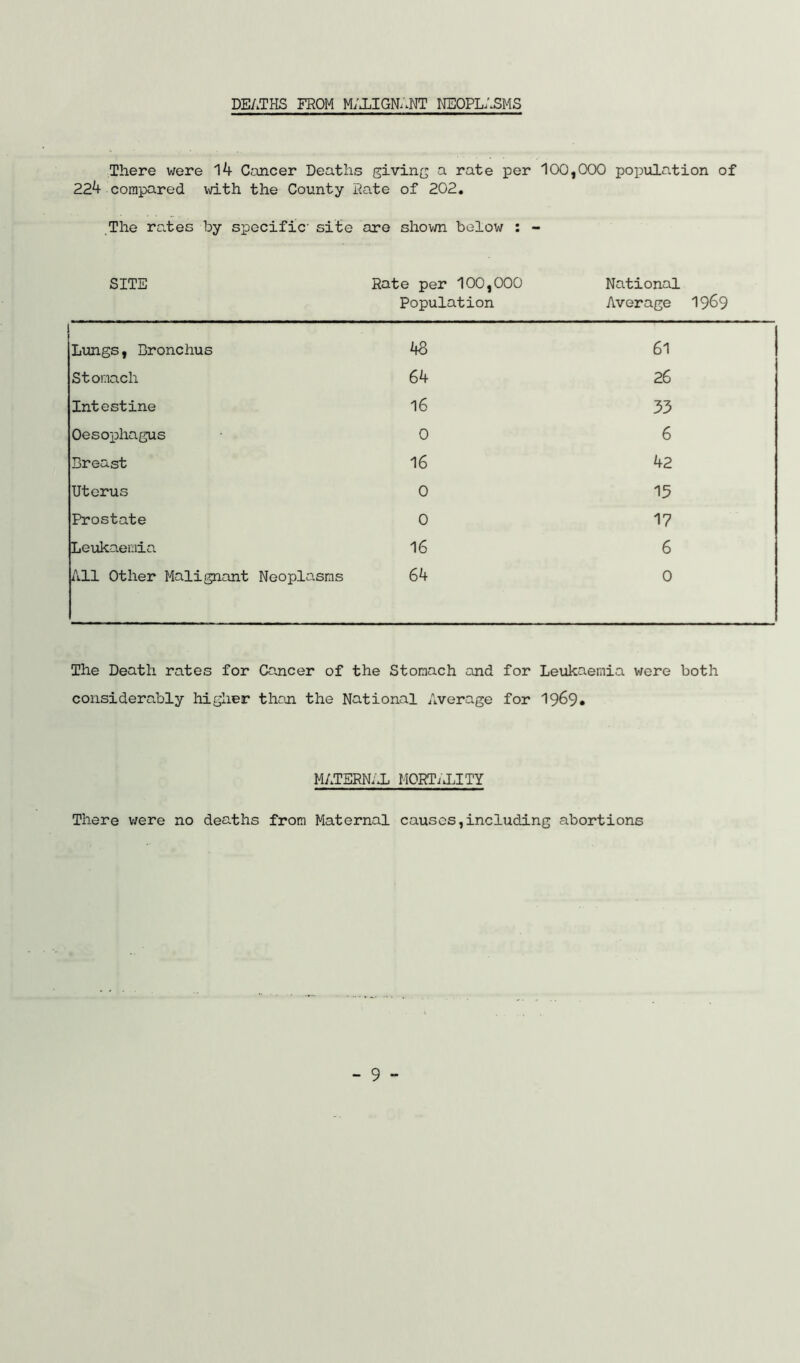 DEATHS FROM MALIGNANT NEOPLASMS
There were 14 Cancer Deaths giving a rate per 100,000 population of
224 compared with the County Rate of 202.
The rates by specific site are shown below : -
SITE Rate per 100,000 National
Population Average 1969
Lungs, Bronchus 48 61
Stomach 64 26
Intestine 16 33
Oesophagus 0 6
Breast 16 42
Uterus 0 15
Prostate 0 17
Leukaemia 16 6
All Other Malignant Neoplasms 64 0
The Death rates for Cancer of the Stomach and for Leukaemia were both
considerably higher than the National Average for 1969.
MATERNAL MORTALITY
There were no deaths from Maternal causes,including abortions
- 9 -